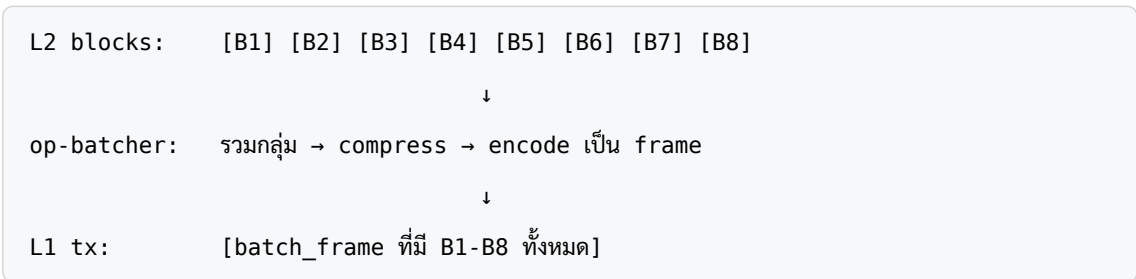 L2 blocks: [B1] [B2] [B3] [B4] [B5] [B6] [B7] [B8]
↓
op-batcher: รวมกลุ่ม → compress → encode เป็น frame
↓
L1 tx: [batch_frame ที่มี B1-B8 ทั้งหมด]